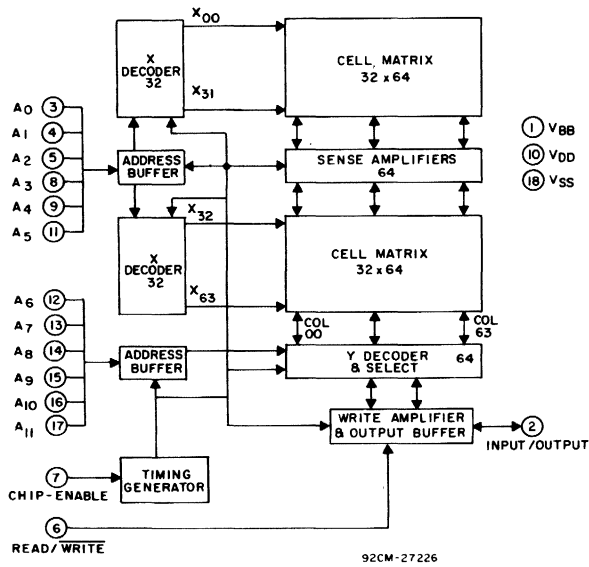 X
DECODER
32
X00
X31
CELL, MATRIX
32 x 64
A0 3
A1 4
A2 5
A3 8
A4 9
A5 11
ADDRESS
BUFFER
SENSE AMPLIFIERS
64
1 VBB
10 VDD
18 VSS
X
DECODER
32
X32
X63
CELL MATRIX
32 x 64
COL
00
COL
63
A6 12
A7 13
A8 14
A9 15
A10 16
A11 17
ADDRESS
BUFFER
Y DECODER 64
& SELECT
WRITE AMPLIFIER
& OUTPUT BUFFER
2
INPUT/OUTPUT
7
CHIP-ENABLE
TIMING
GENERATOR
6
READ/WRITE
92CM-27226